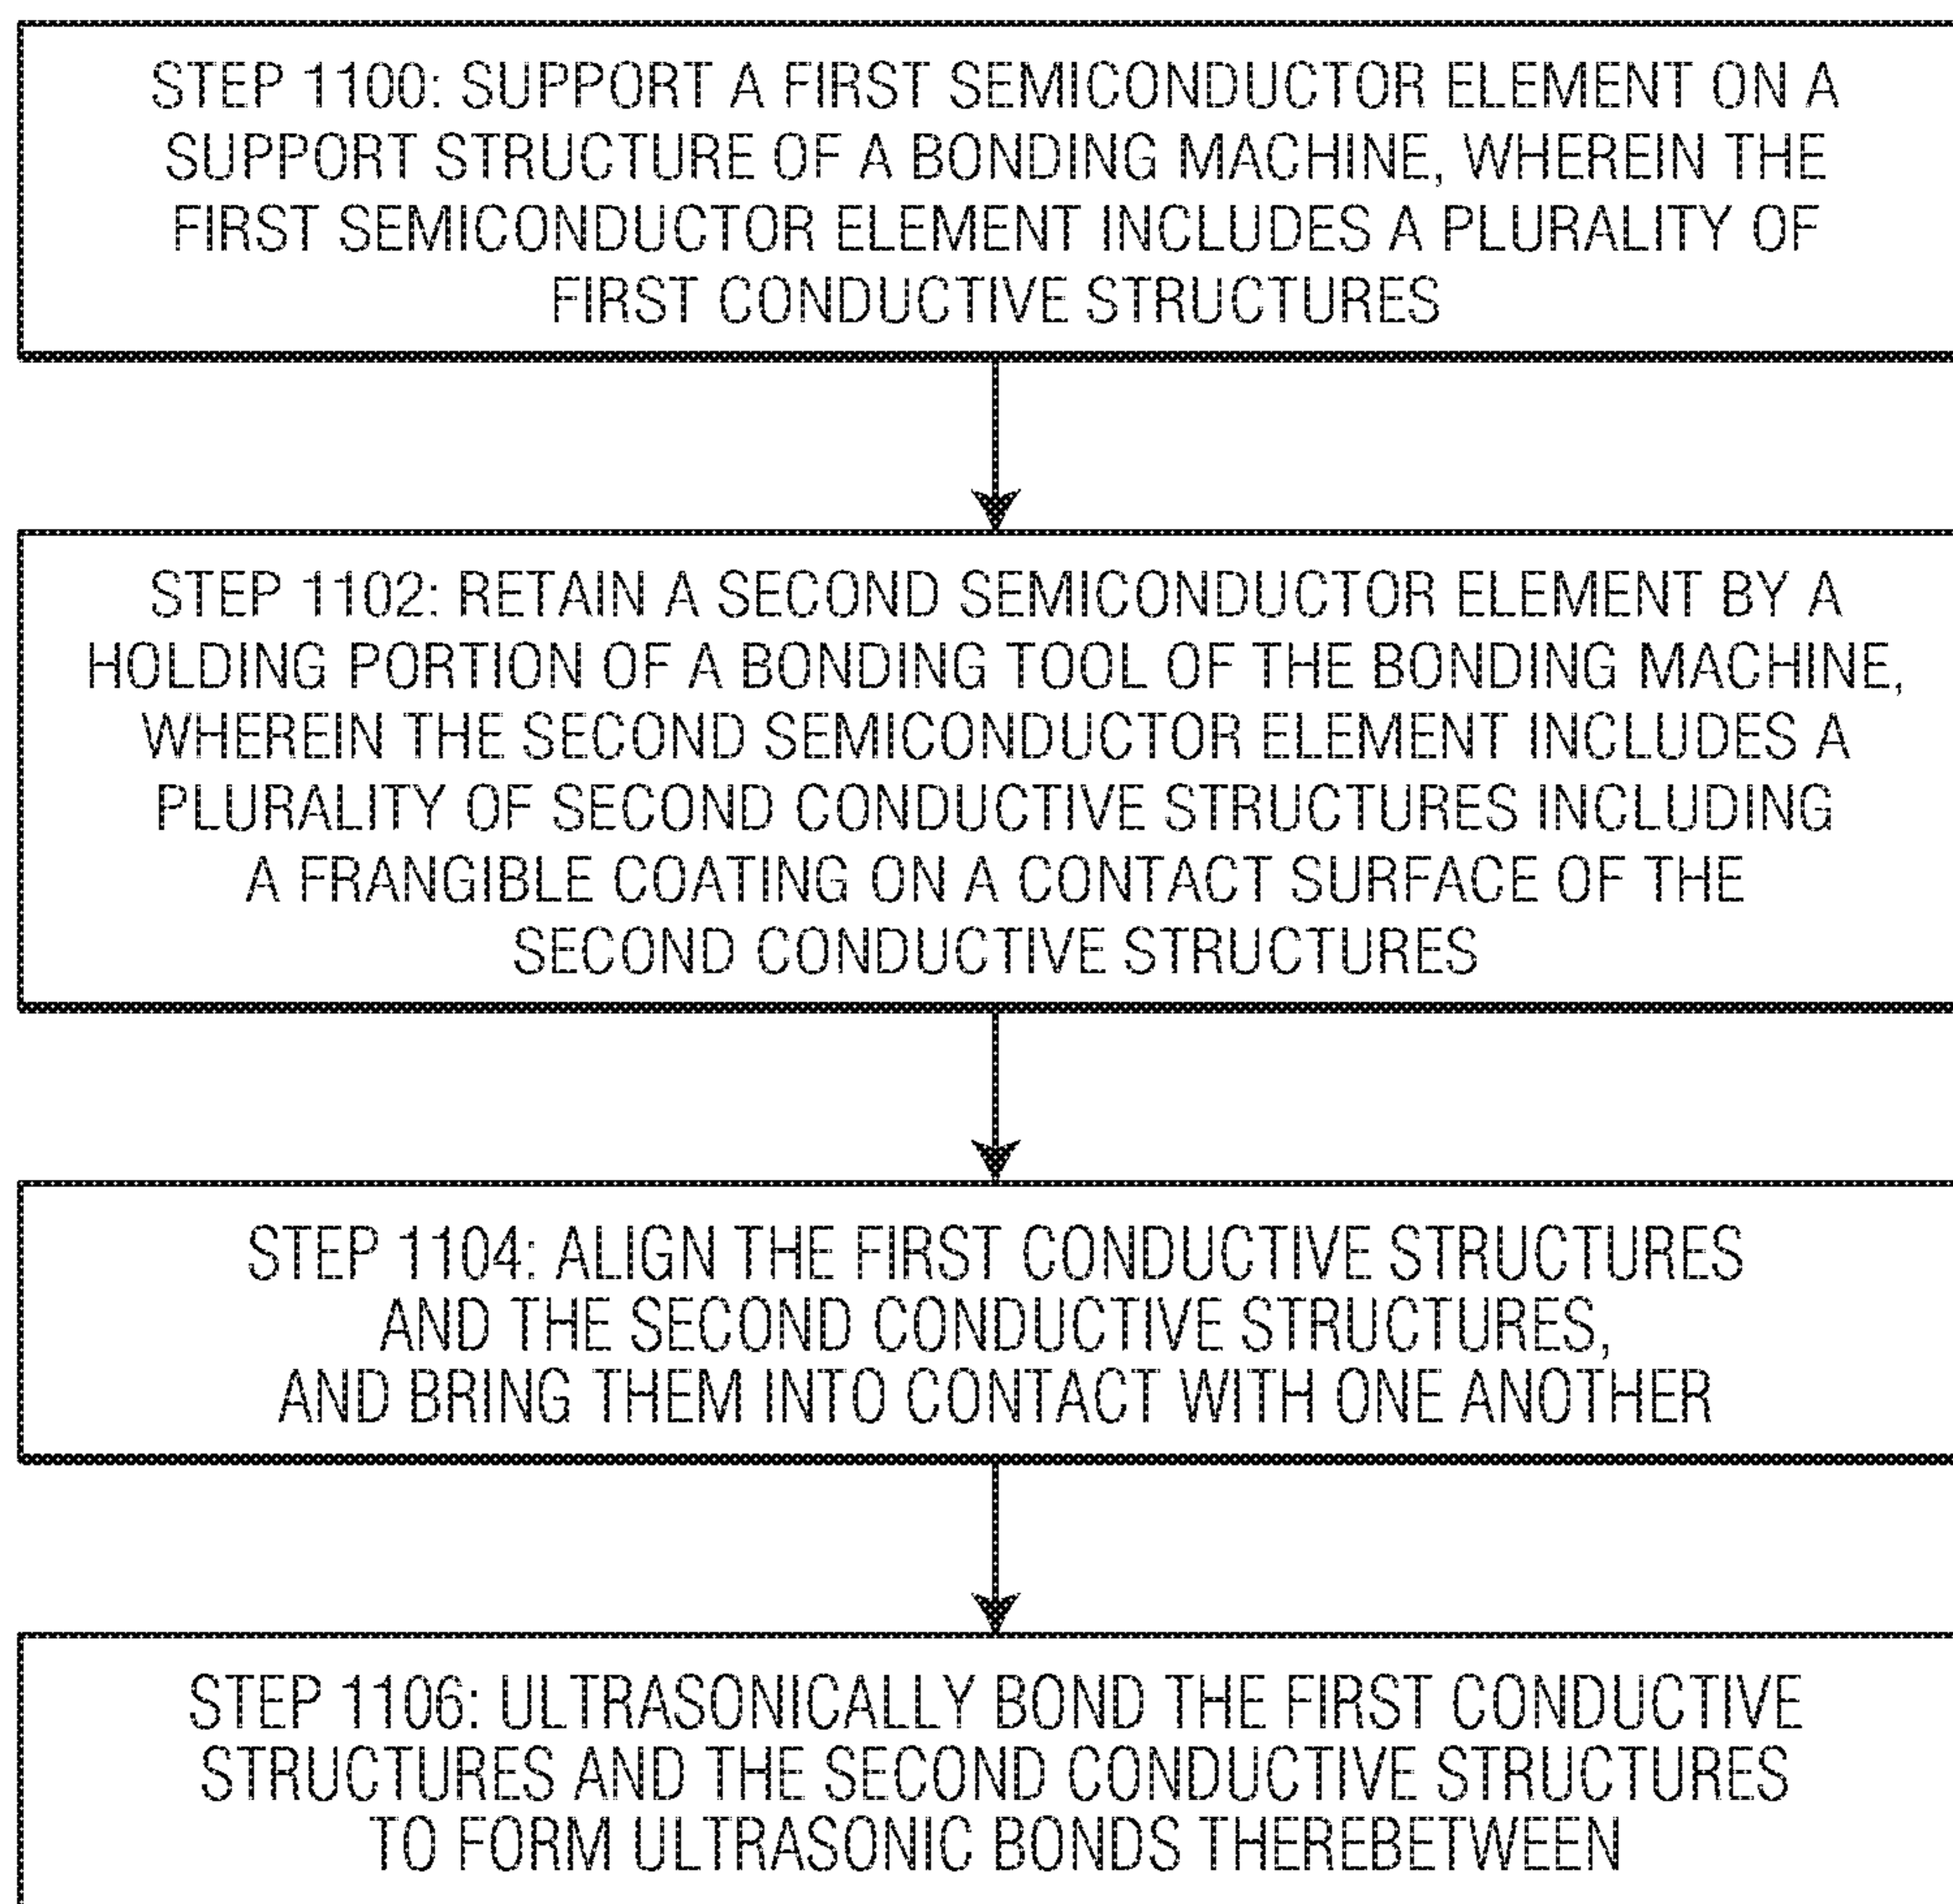 STEP 1100: SUPPORT A FIRST SEMICONDUCTOR ELEMENT ON A
SUPPORT STRUCTURE OF A BONDING MACHINE, WHEREIN THE
FIRST SEMICONDUCTOR ELEMENT INCLUDES A PLURALITY OF
FIRST CONDUCTIVE STRUCTURES
STEP 1102: RETAIN A SECOND SEMICONDUCTOR ELEMENT BY A
HOLDING PORTION OF A BONDING TOOL OF THE BONDING MACHINE,
WHEREIN THE SECOND SEMICONDUCTOR ELEMENT INCLUDES A
PLURALITY OF SECOND CONDUCTIVE STRUCTURES INCLUDING
A FRANGIBLE COATING ON A CONTACT SURFACE OF THE
SECOND CONDUCTIVE STRUCTURES
STEP 1104: ALIGN THE FIRST CONDUCTIVE STRUCTURES
AND THE SECOND CONDUCTIVE STRUCTURES,
AND BRING THEM INTO CONTACT WITH ONE ANOTHER
STEP 1106: ULTRASONICALLY BOND THE FIRST CONDUCTIVE
STRUCTURES AND THE SECOND CONDUCTIVE STRUCTURES
TO FORM ULTRASONIC BONDS THEREBETWEEN